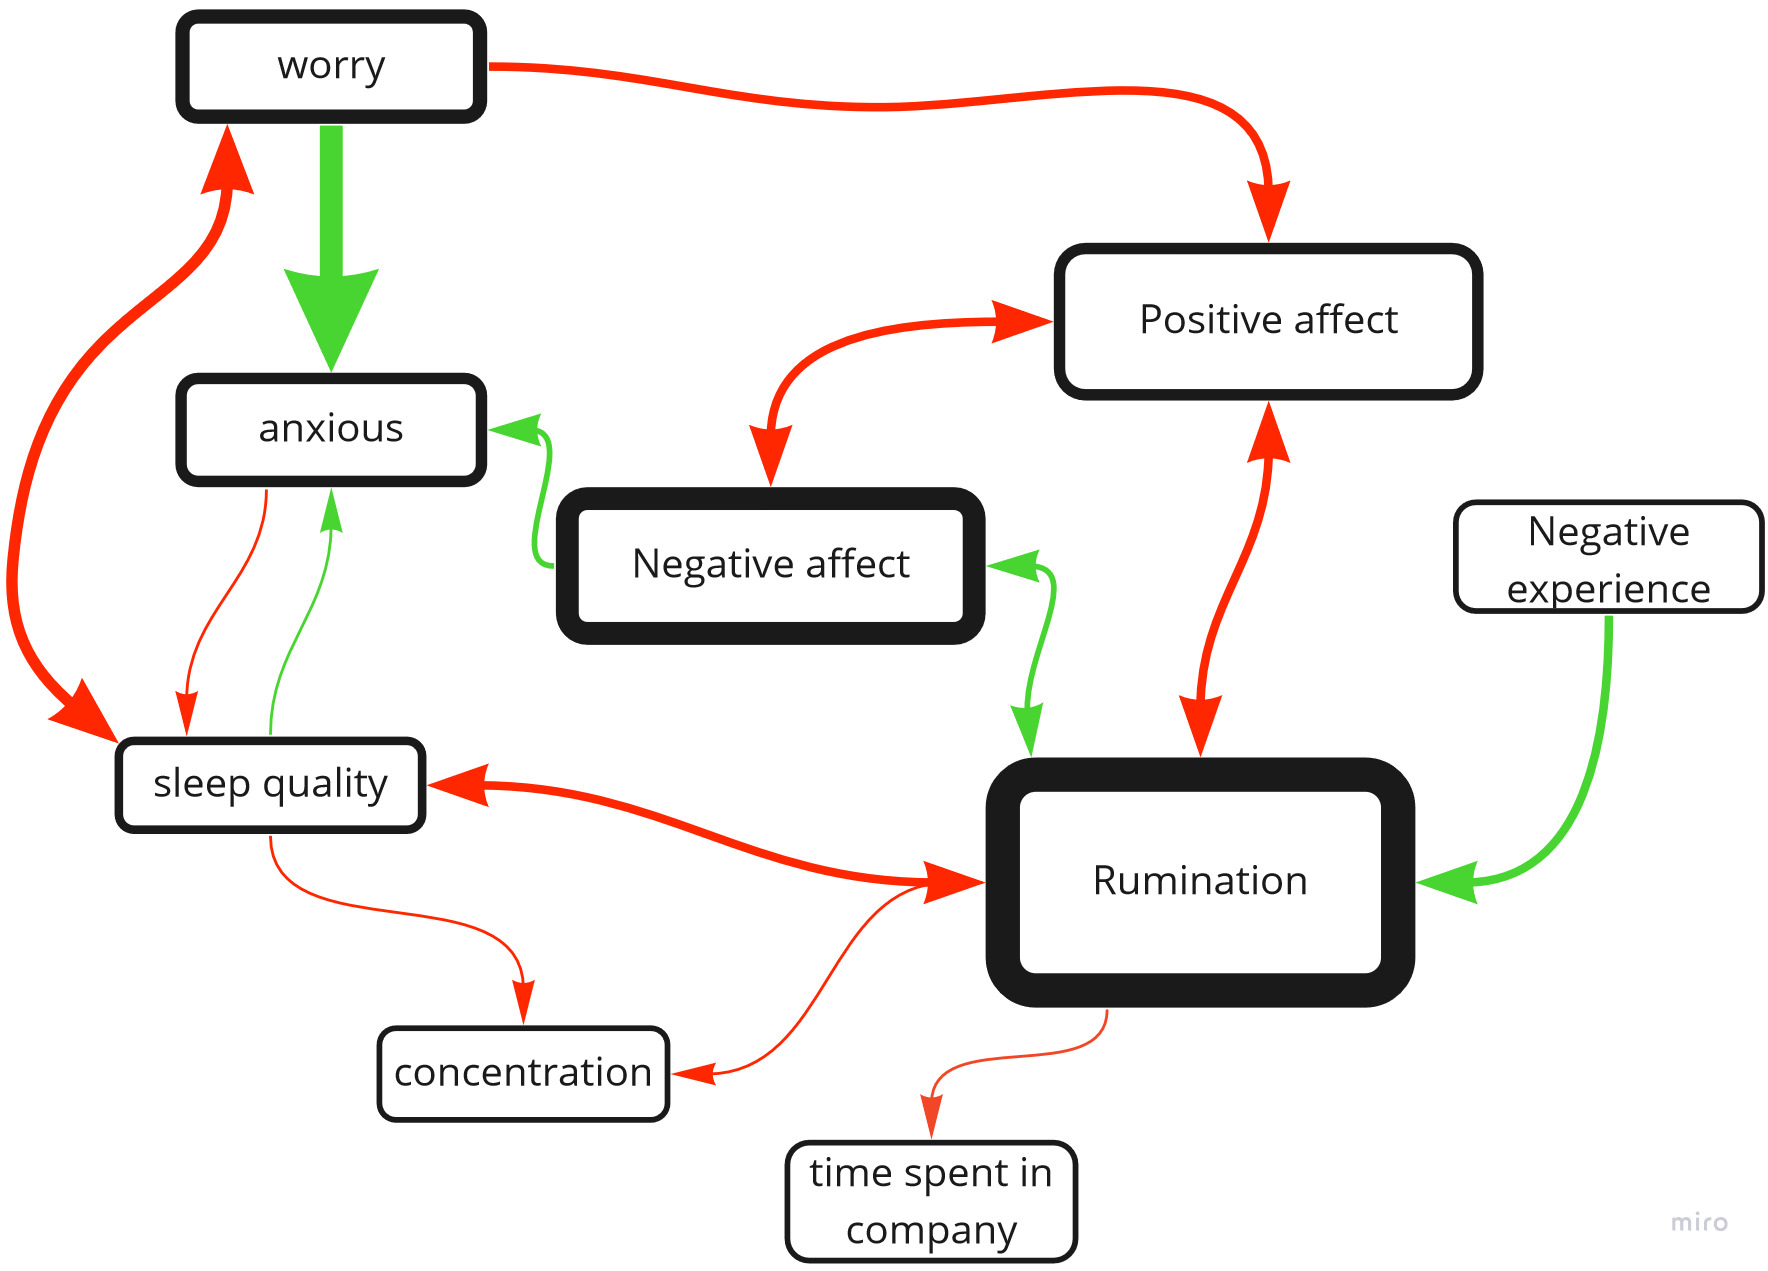 worry
Positive affect
anxious
Negative affect
Negative
experience
sleep quality
Rumination
concentration
time spent in
company
miro